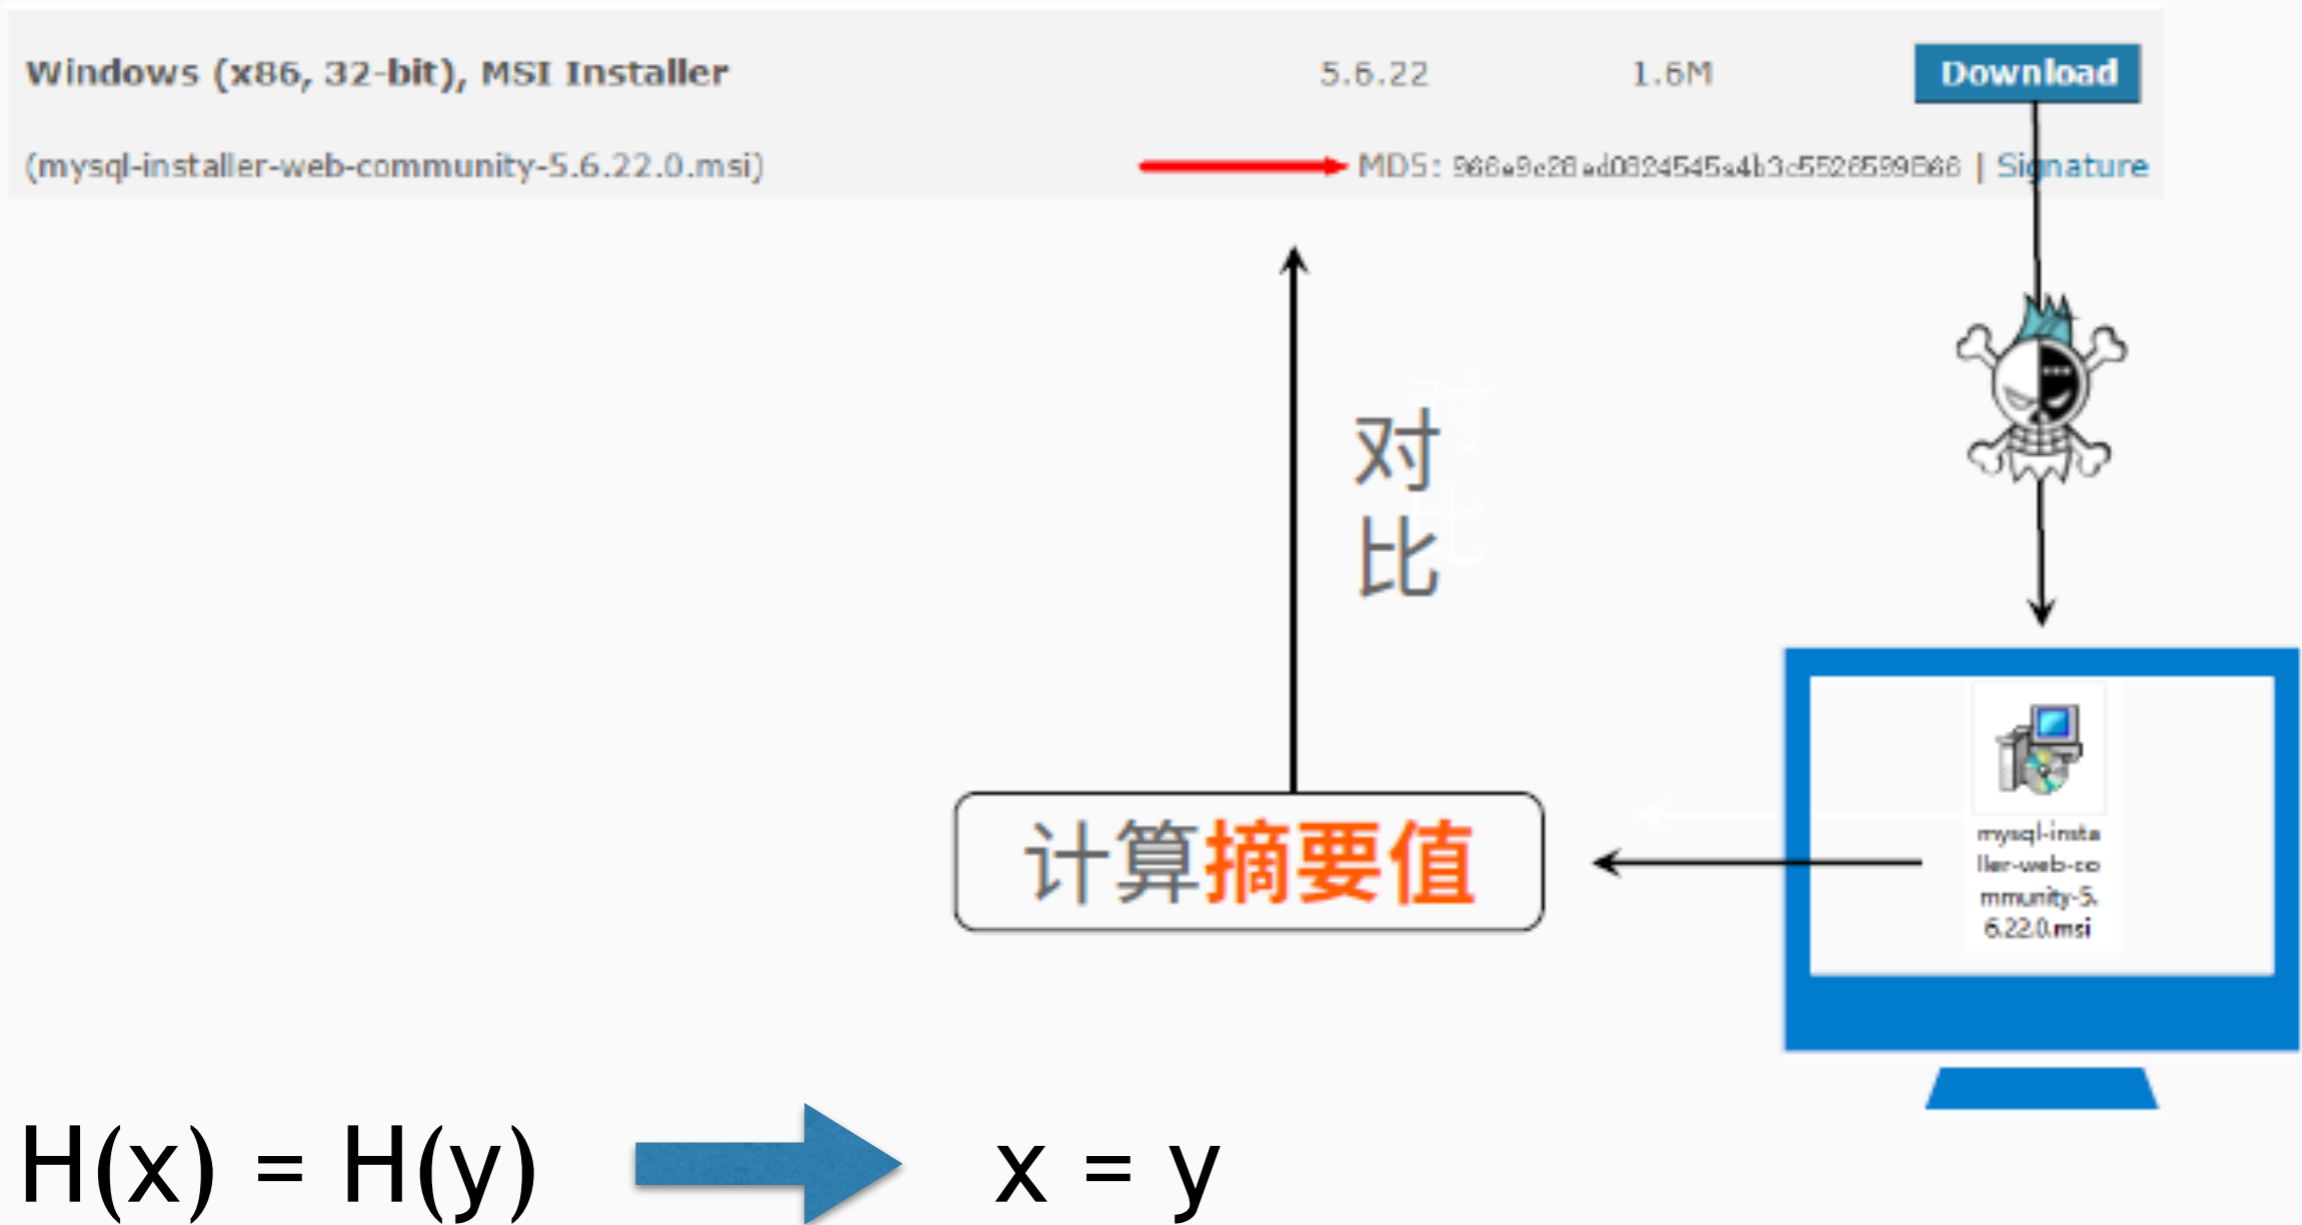 Windows (x86, 32-bit), MSI Installer 5.6.22 1.6M Download
(mysql-installer-web-community-5.6.22.0.msi) MD5: | Signature
对
比
计算摘要值
mysql-insta
ller-web-co
mmunity-5.
6.22.0.msi
H(x) = H(y) x = y